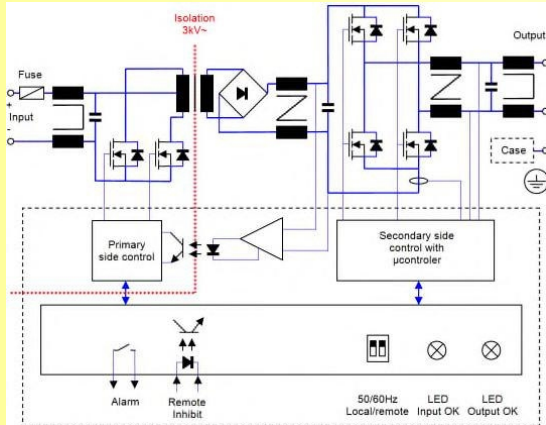 Isolation
3kV~
Output
Fuse
+
Input
-
Case
Primary
side control
Secondary
side
control with
µcontroler
Alarm
Remote
Inhibit
50/60Hz
Local/remote
LED
Input OK
LED
Output OK